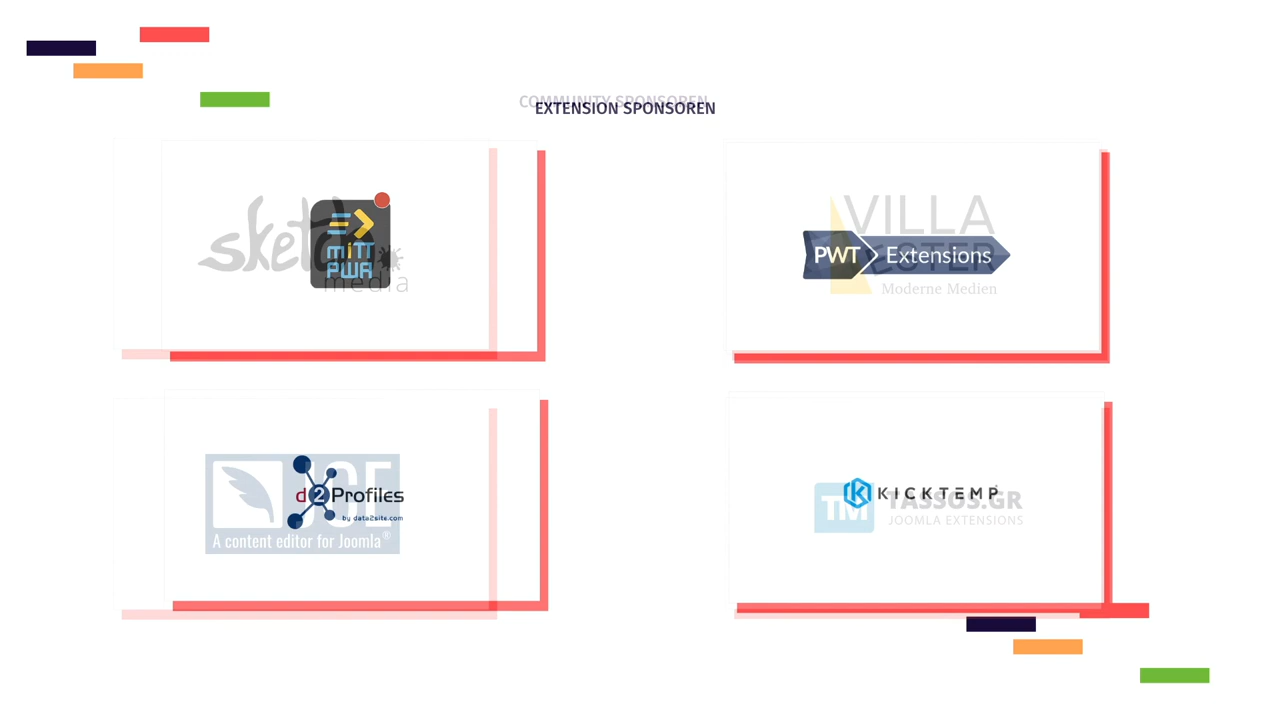 COMMUNITY SPONSOREN
EXTENSION SPONSOREN
sketch
media
miTT
PWR
VILLA
PWT Extensions
Moderne Medien
JCE
A content editor for Joomla®
d2Profiles
by data2site.com
KICKTEMP
TM
TASSOS.GR
JOOMLA EXTENSIONS